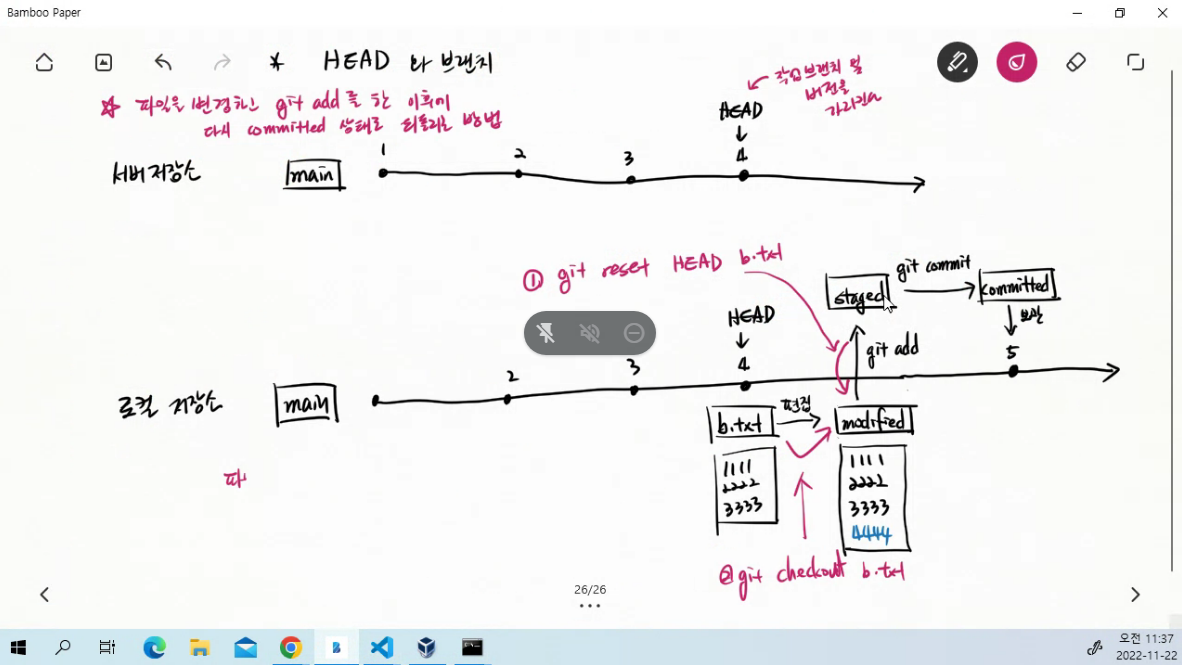 Bamboo Paper
* HEAD 와 브랜치
* 파일을 변경하고 git add 를 한 이후에
다시 committed 상태로 되돌리는 방법
작업브랜치 및
버전을
가리킨다
HEAD
서버저장소
main
1
2
3
4
① git reset HEAD b.txt
staged
git commit
committed
보관
HEAD
git add
로컬 저장소
main
2
3
4
5
b.txt
편집
modified
1111
2222
3333
1111
2222
3333
4444
파
② git checkout b.txt
26/26
오전 11:37
2022-11-22